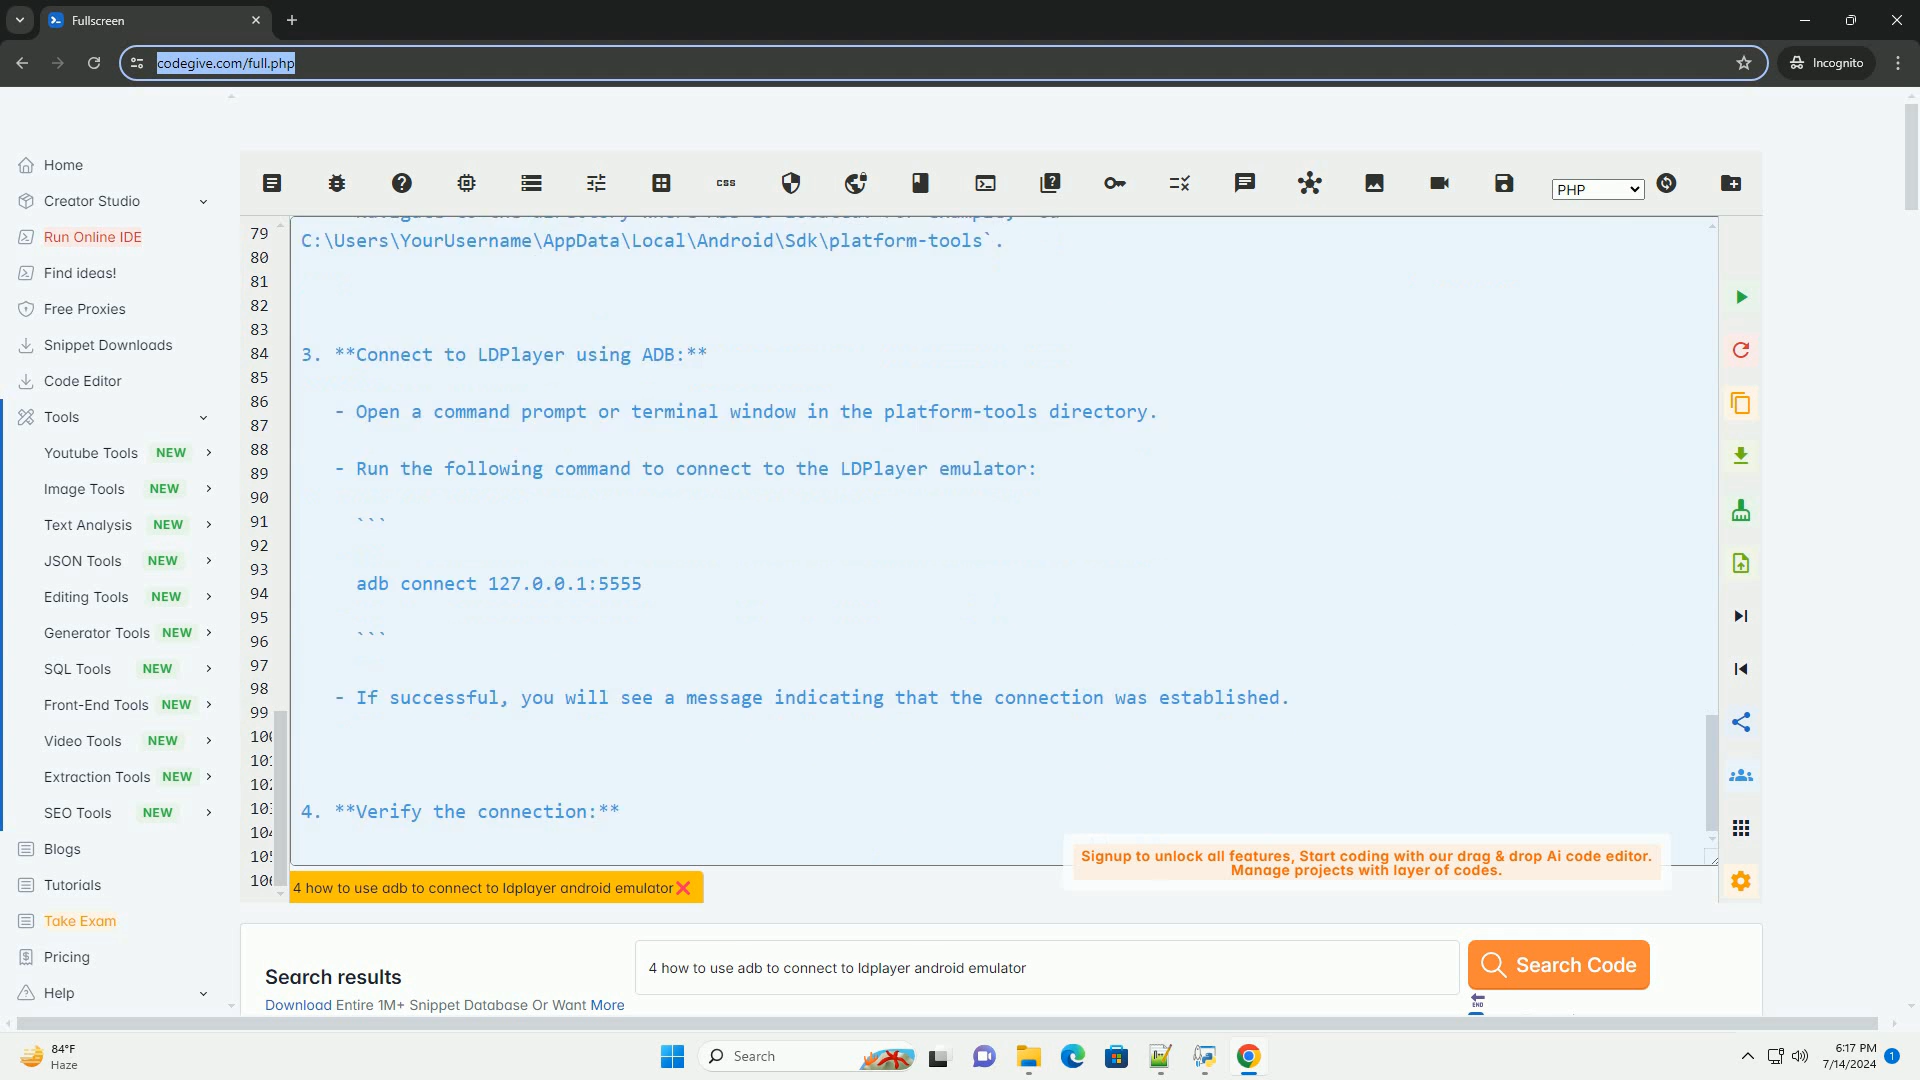 Fullscreen
codegive.com/full.php
Incognito
Home
Creator Studio
Run Online IDE
Find ideas!
Free Proxies
Snippet Downloads
Code Editor
Tools
Youtube Tools NEW
Image Tools NEW
Text Analysis NEW
JSON Tools NEW
Editing Tools NEW
Generator Tools NEW
SQL Tools NEW
Front-End Tools NEW
Video Tools NEW
Extraction Tools NEW
SEO Tools NEW
Blogs
Tutorials
Take Exam
Pricing
Help
CSS
PHP
79
80
81
82
83
84
85
86
87
88
89
90
91
92
93
94
95
96
97
98
99
C:\Users\YourUsername\AppData\Local\Android\Sdk\platform-tools`.
3. **Connect to LDPlayer using ADB:**
- Open a command prompt or terminal window in the platform-tools directory.
- Run the following command to connect to the LDPlayer emulator:
```
adb connect 127.0.0.1:5555
```
- If successful, you will see a message indicating that the connection was established.
4. **Verify the connection:**
Signup to unlock all features, Start coding with our drag & drop Ai code editor.
Manage projects with layer of codes.
4 how to use adb to connect to ldplayer android emulator
Search results
Download Entire 1M+ Snippet Database Or Want More
4 how to use adb to connect to ldplayer android emulator
Search Code
END
84°F
Haze
Search
6:17 PM
7/14/2024
1